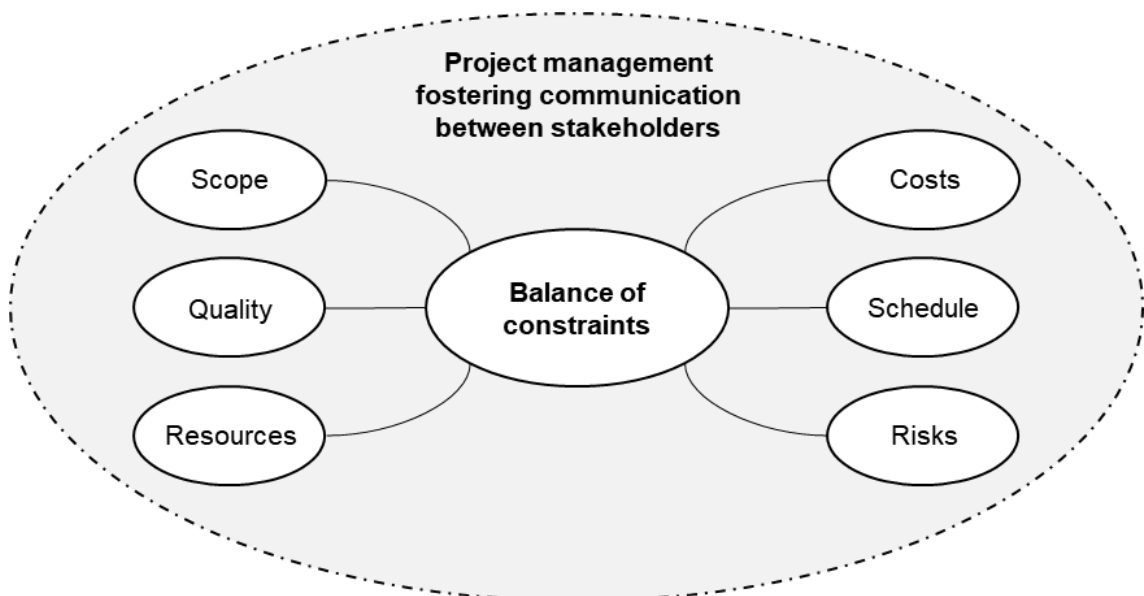 Project management
fostering communication
between stakeholders
Scope
Costs
Balance of
constraints
Quality
Schedule
Resources
Risks